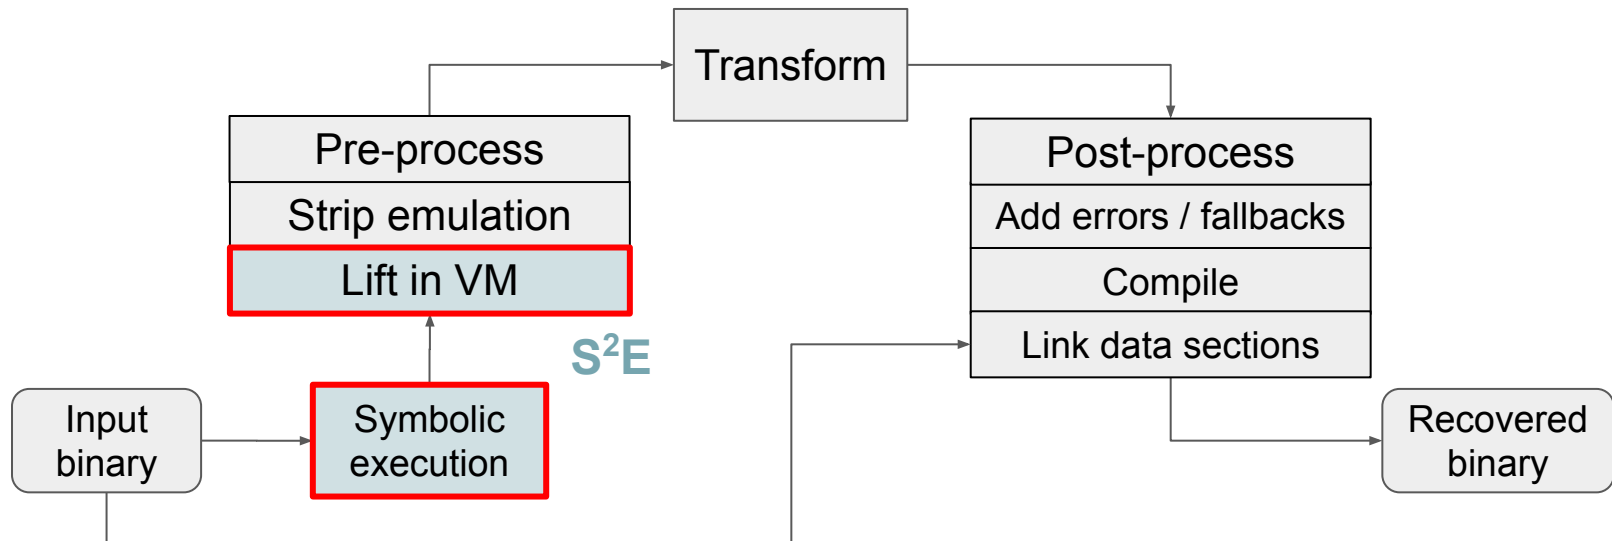 Transform
Pre-process
Strip emulation
Lift in VM
S²E
Input
binary
Symbolic
execution
Post-process
Add errors / fallbacks
Compile
Link data sections
Recovered
binary